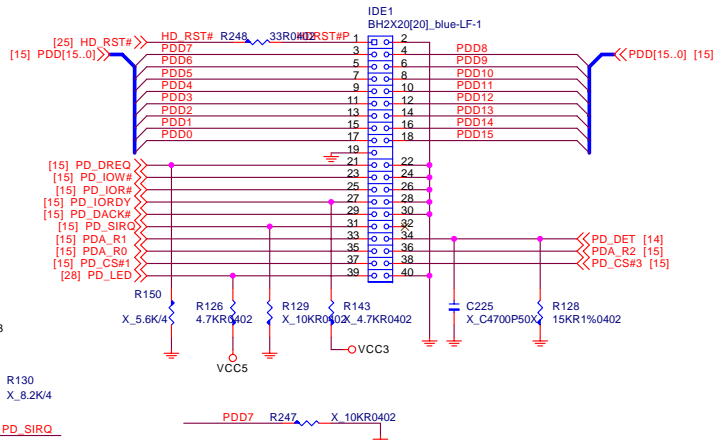 IDE1
BH2X20[20]_blue-LF-1
[25] HD_RST# HD_RST# R248 33R0402 HDRST#P 1 2
[15] PDD[15..0] PDD7 3 4 PDD8 PDD[15..0] [15]
PDD6 5 6 PDD9
PDD5 7 8 PDD10
PDD4 9 10 PDD11
PDD3 11 12 PDD12
PDD2 13 14 PDD13
PDD1 15 16 PDD14
PDD0 17 18 PDD15
19
[15] PD_DREQ 21 22
[15] PD_IOW# 23 24
[15] PD_IOR# 25 26
[15] PD_IORDY 27 28
[15] PD_DACK# 29 30
[15] PD_SIRQ 31 32
[15] PDA_R1 33 34 PD_DET [14]
[15] PDA_R0 35 36 PDA_R2 [15]
[15] PD_CS#1 37 38 PD_CS#3 [15]
[28] PD_LED 39 40
R150 R126 R129 R143 C225 R128
X_5.6K/4 4.7KR0402 X_10KR0402 X_4.7KR0402 X_C4700P50X 15KR1%0402
VCC3
VCC5
R130
X_8.2K/4
PDD7 R247 X_10KR0402
PD_SIRQ